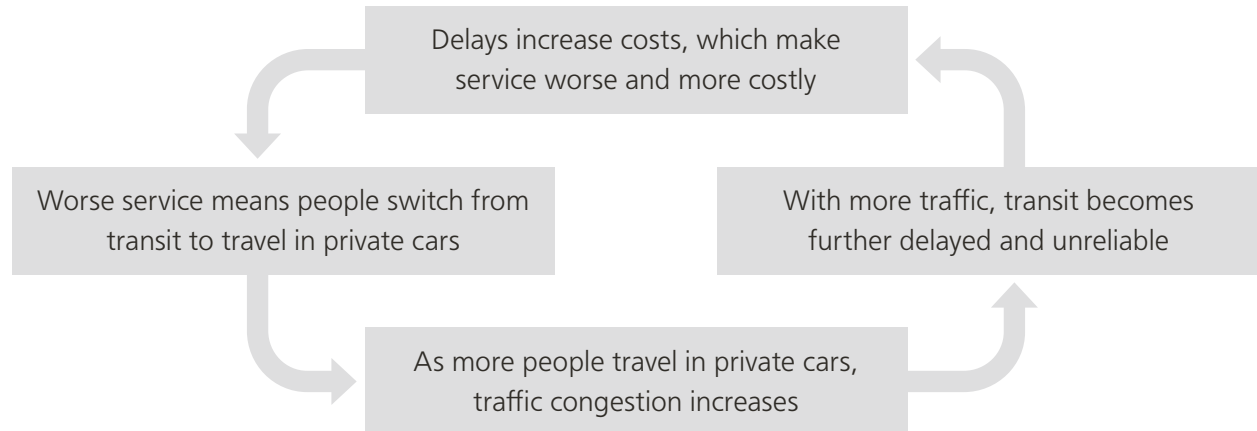 Delays increase costs, which make
service worse and more costly
Worse service means people switch from
transit to travel in private cars
With more traffic, transit becomes
further delayed and unreliable
As more people travel in private cars,
traffic congestion increases